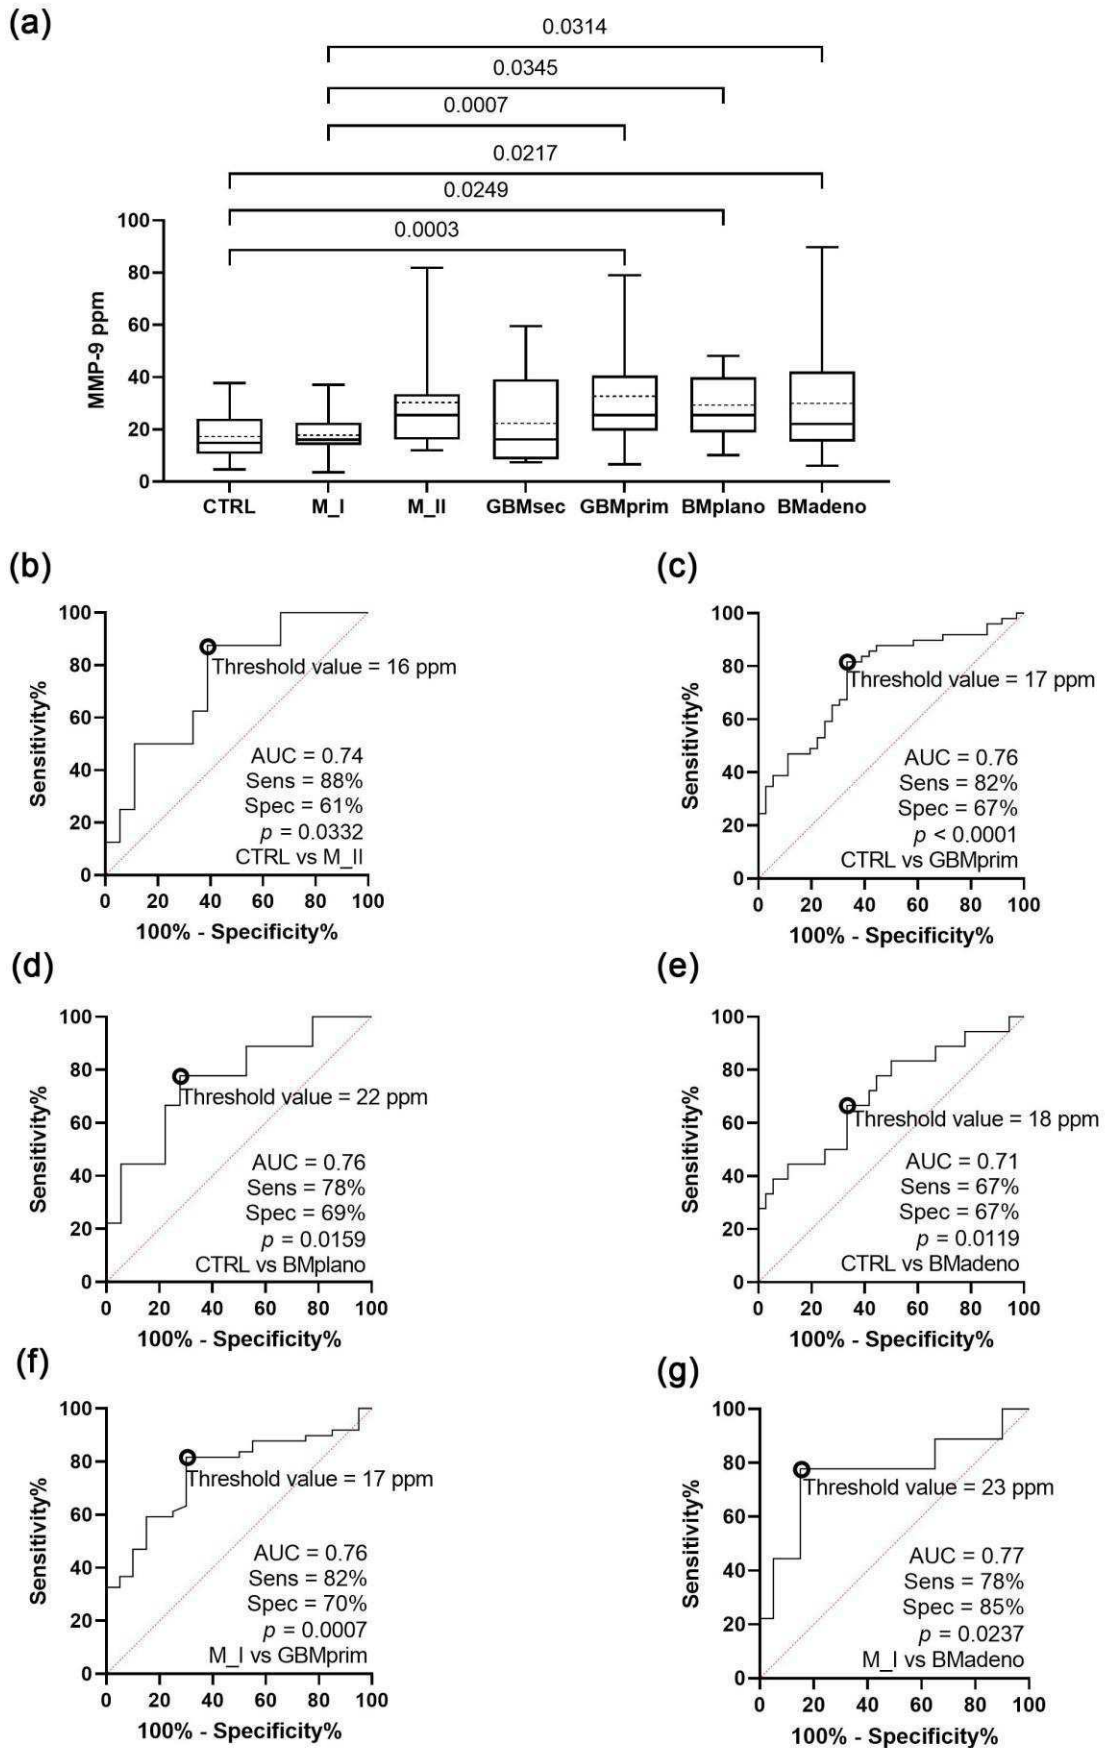 (a)
0.0314
0.0345
0.0007
0.0217
0.0249
0.0003
MMP-9 ppm
100
80
60
40
20
0
CTRL M_I M_II GBMsec GBMprim BMplano BMadeno
(b)
Sensitivity%
100
80
60
40
20
0
Threshold value = 16 ppm
AUC = 0.74
Sens = 88%
Spec = 61%
p = 0.0332
CTRL vs M_II
0 20 40 60 80 100
100% - Specificity%
(c)
Sensitivity%
100
80
60
40
20
0
Threshold value = 17 ppm
AUC = 0.76
Sens = 82%
Spec = 67%
p < 0.0001
CTRL vs GBMprim
0 20 40 60 80 100
100% - Specificity%
(d)
Sensitivity%
100
80
60
40
20
0
Threshold value = 22 ppm
AUC = 0.76
Sens = 78%
Spec = 69%
p = 0.0159
CTRL vs BMplano
0 20 40 60 80 100
100% - Specificity%
(e)
Sensitivity%
100
80
60
40
20
0
Threshold value = 18 ppm
AUC = 0.71
Sens = 67%
Spec = 67%
p = 0.0119
CTRL vs BMadeno
0 20 40 60 80 100
100% - Specificity%
(f)
Sensitivity%
100
80
60
40
20
0
Threshold value = 17 ppm
AUC = 0.76
Sens = 82%
Spec = 70%
p = 0.0007
M_I vs GBMprim
0 20 40 60 80 100
100% - Specificity%
(g)
Sensitivity%
100
80
60
40
20
0
Threshold value = 23 ppm
AUC = 0.77
Sens = 78%
Spec = 85%
p = 0.0237
M_I vs BMadeno
0 20 40 60 80 100
100% - Specificity%